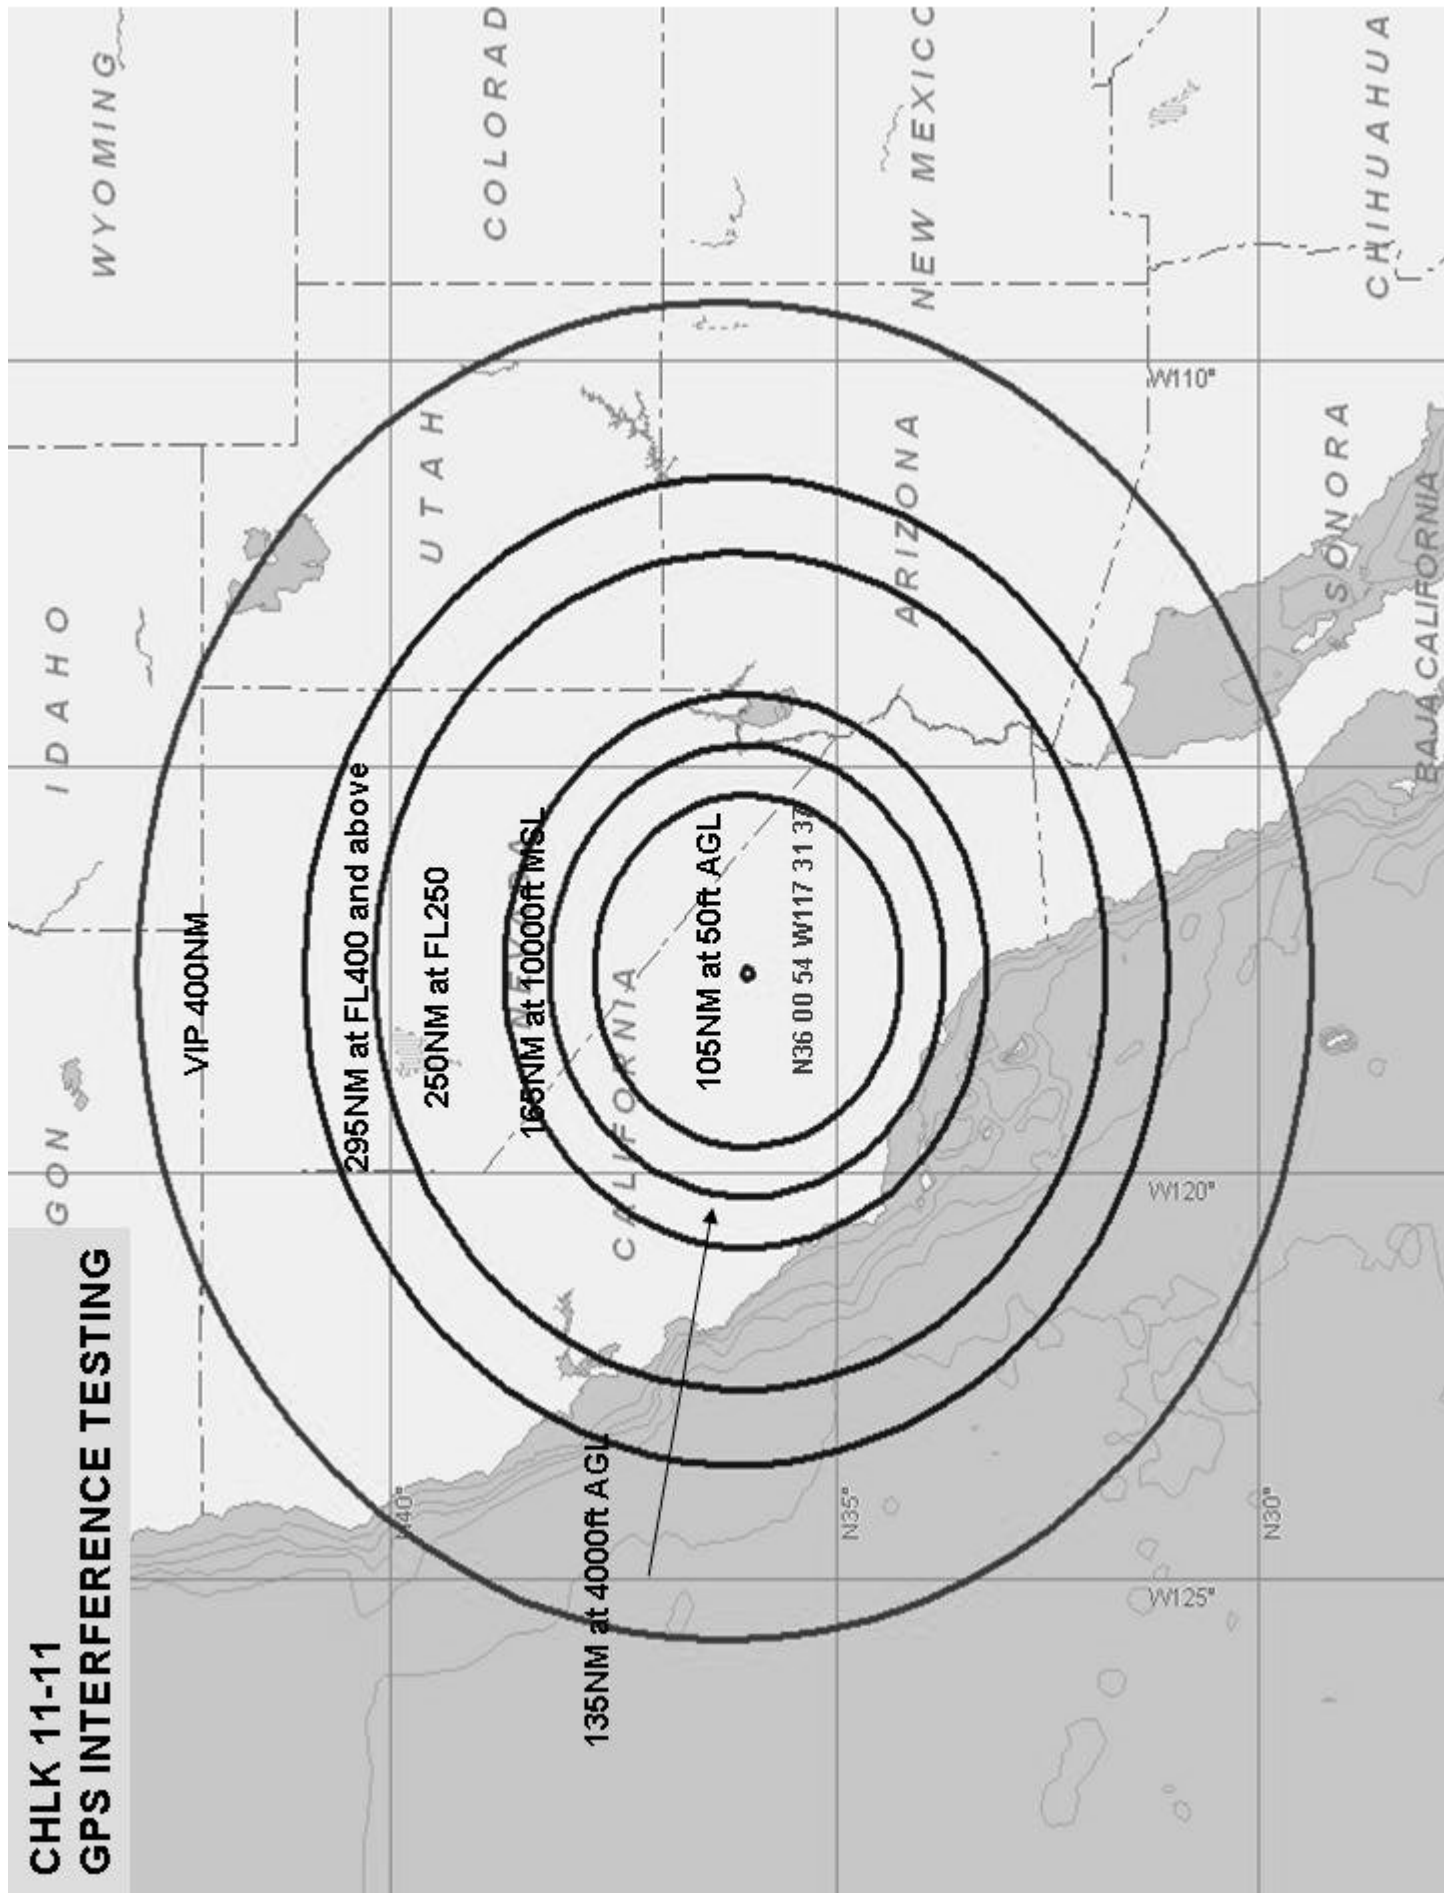 CHLK 11-11
GPS INTERFERENCE TESTING
GON
IDAHO
WYOMING
VIP 400NM
295NM at FL400 and above
250NM at FL250
UTAH
COLORAD
165NM at 10000ft MSL
NEVADA
CALIFORNIA
135NM at 4000ft AGL
105NM at 50ft AGL
N36 00 54 W117 31 37
ARIZONA
NEW MEXICO
N40°
N35°
N30°
W125°
W120°
W110°
SONORA
CHIHUAHUA
BAJA CALIFORNIA